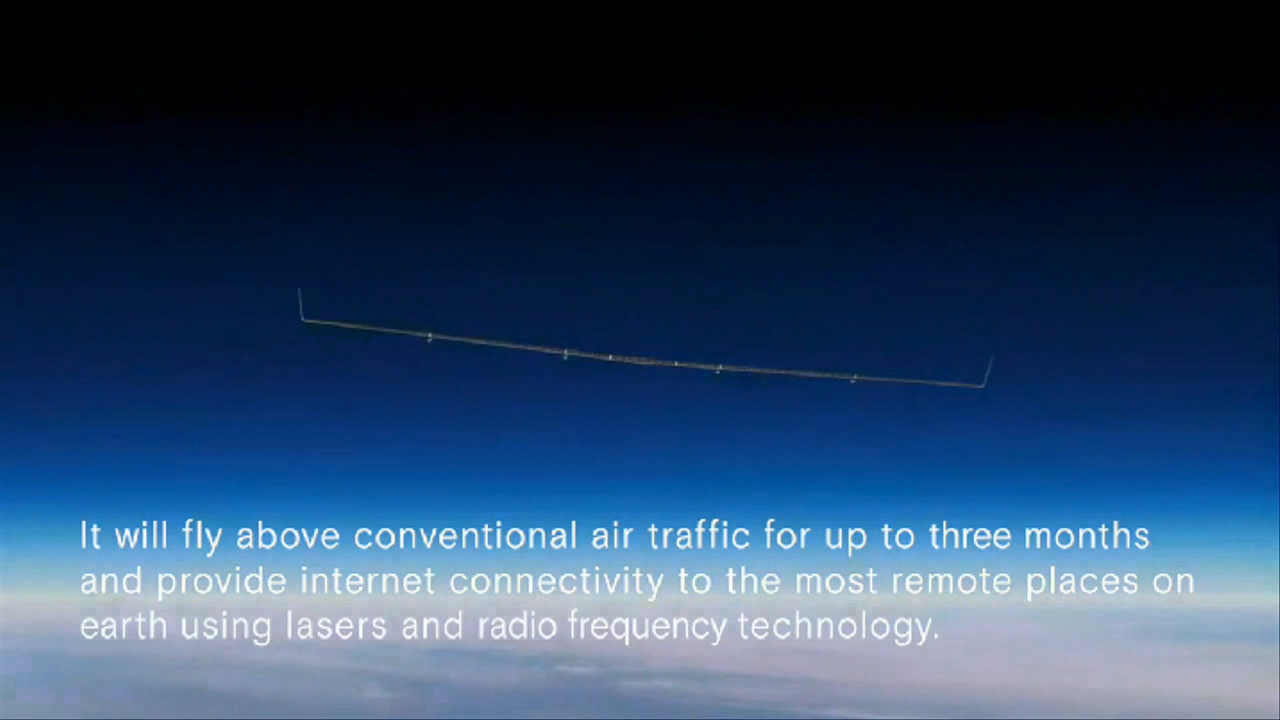 It will fly above conventional air traffic for up to three months
and provide internet connectivity to the most remote places on
earth using lasers and radio frequency technology.